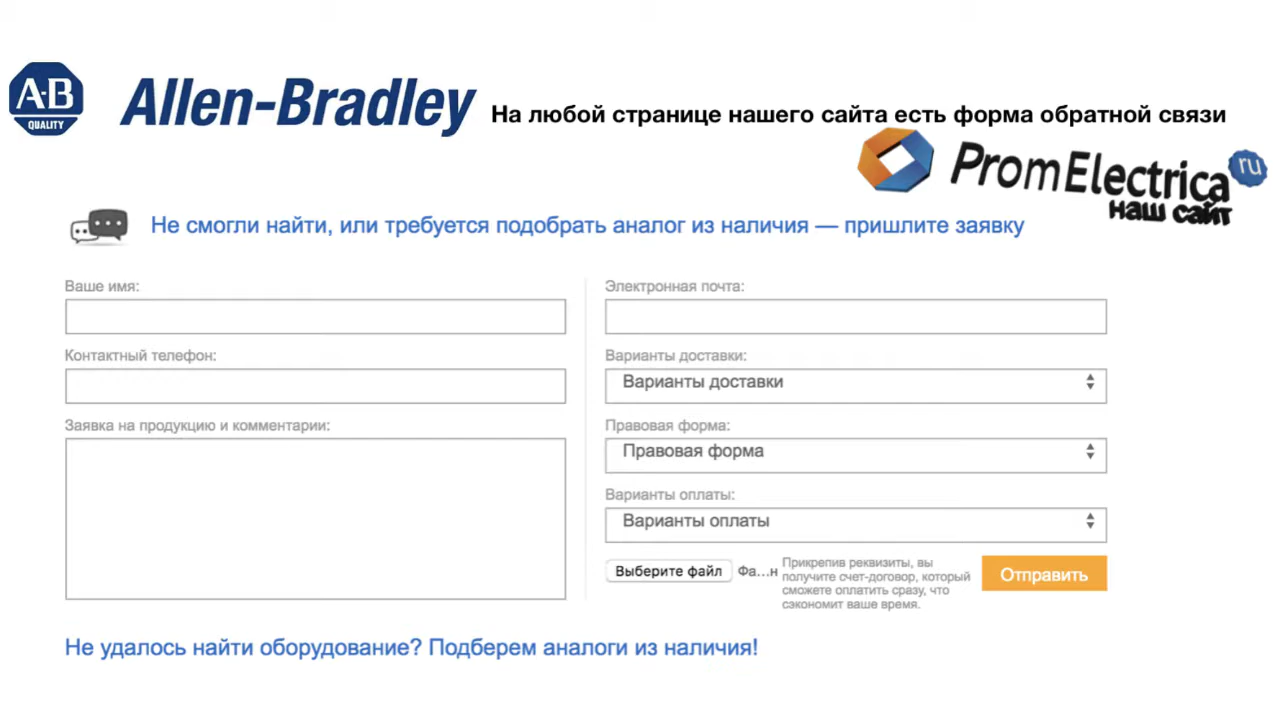 A-B
QUALITY
Allen-Bradley
На любой странице нашего сайта есть форма обратной связи
PromElectrica ru
наш сайт
Не смогли найти, или требуется подобрать аналог из наличия — пришлите заявку
Ваше имя:
Электронная почта:
Контактный телефон:
Варианты доставки:
Варианты доставки
Заявка на продукцию и комментарии:
Правовая форма:
Правовая форма
Варианты оплаты:
Варианты оплаты
Выберите файл Фа...н
Прикрепив реквизиты, вы
получите счет-договор, который
сможете оплатить сразу, что
сэкономит ваше время.
Отправить
Не удалось найти оборудование? Подберем аналоги из наличия!